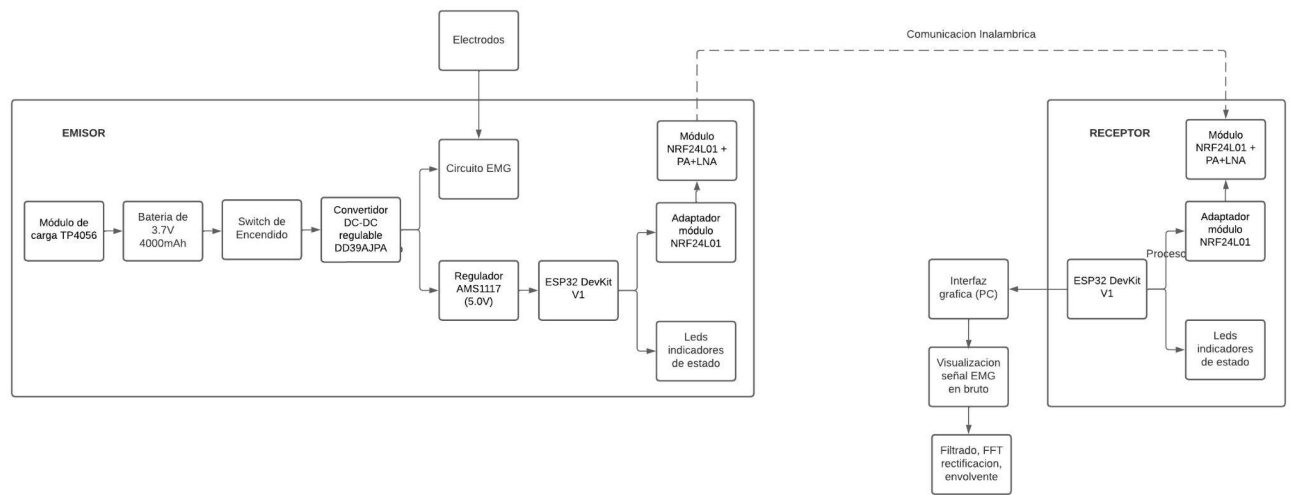 Electrodos
Comunicacion Inalambrica
EMISOR
Módulo
NRF24L01 +
PA+LNA
Circuito EMG
Módulo de
carga TP4056
Bateria de
3.7V
4000mAh
Switch de
Encendido
Convertidor
DC-DC
regulable
DD39AJPA
Adaptador
módulo
NRF24L01
Regulador
AMS1117
(5.0V)
ESP32 DevKit
V1
Leds
indicadores
de estado
RECEPTOR
Módulo
NRF24L01 +
PA+LNA
Adaptador
módulo
NRF24L01
Proceso
ESP32 DevKit
V1
Leds
indicadores
de estado
Interfaz
grafica (PC)
Visualizacion
señal EMG
en bruto
Filtrado, FFT
rectificacion,
envolvente